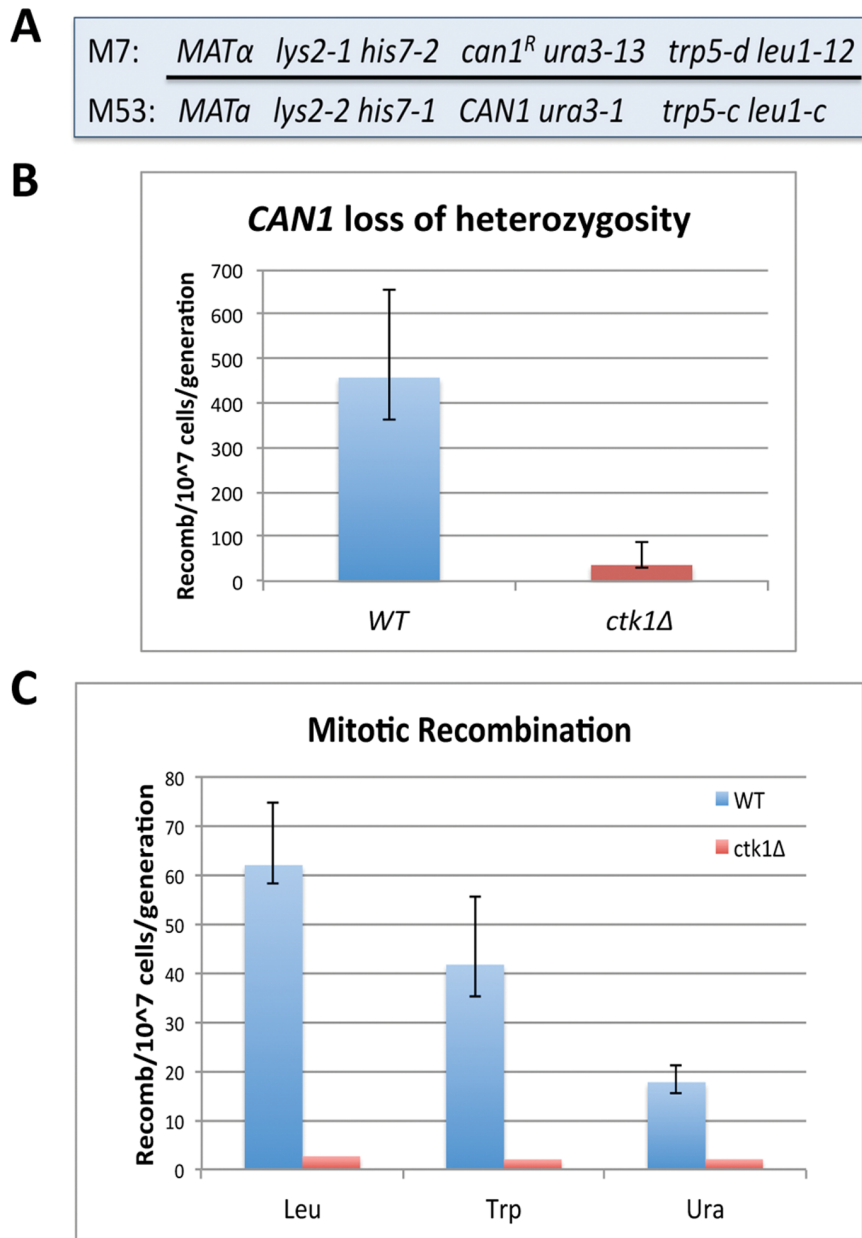 A
M7: MATα lys2-1 his7-2 can1ᴿ ura3-13 trp5-d leu1-12
M53: MATa lys2-2 his7-1 CAN1 ura3-1 trp5-c leu1-c
B
CAN1 loss of heterozygosity
Recomb/10^7 cells/generation
700
600
500
400
300
200
100
0
WT
ctk1Δ
C
Mitotic Recombination
Recomb/10^7 cells/generation
80
70
60
50
40
30
20
10
0
WT
ctk1Δ
Leu
Trp
Ura